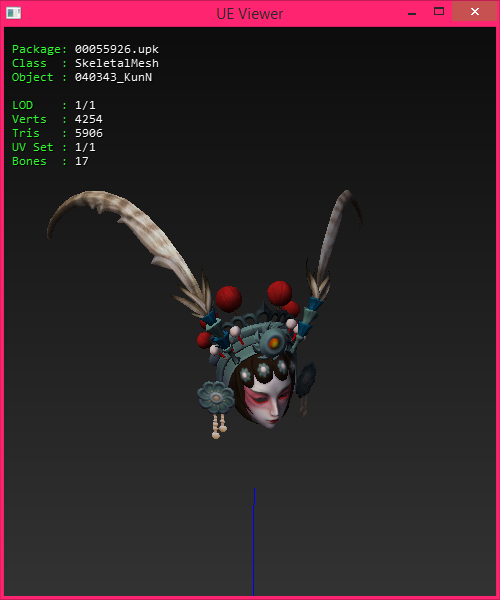 UE Viewer
Package: 00055926.upk
Class : SkeletalMesh
Object : 040343_KunN
LOD : 1/1
Verts : 4254
Tris : 5906
UV Set : 1/1
Bones : 17